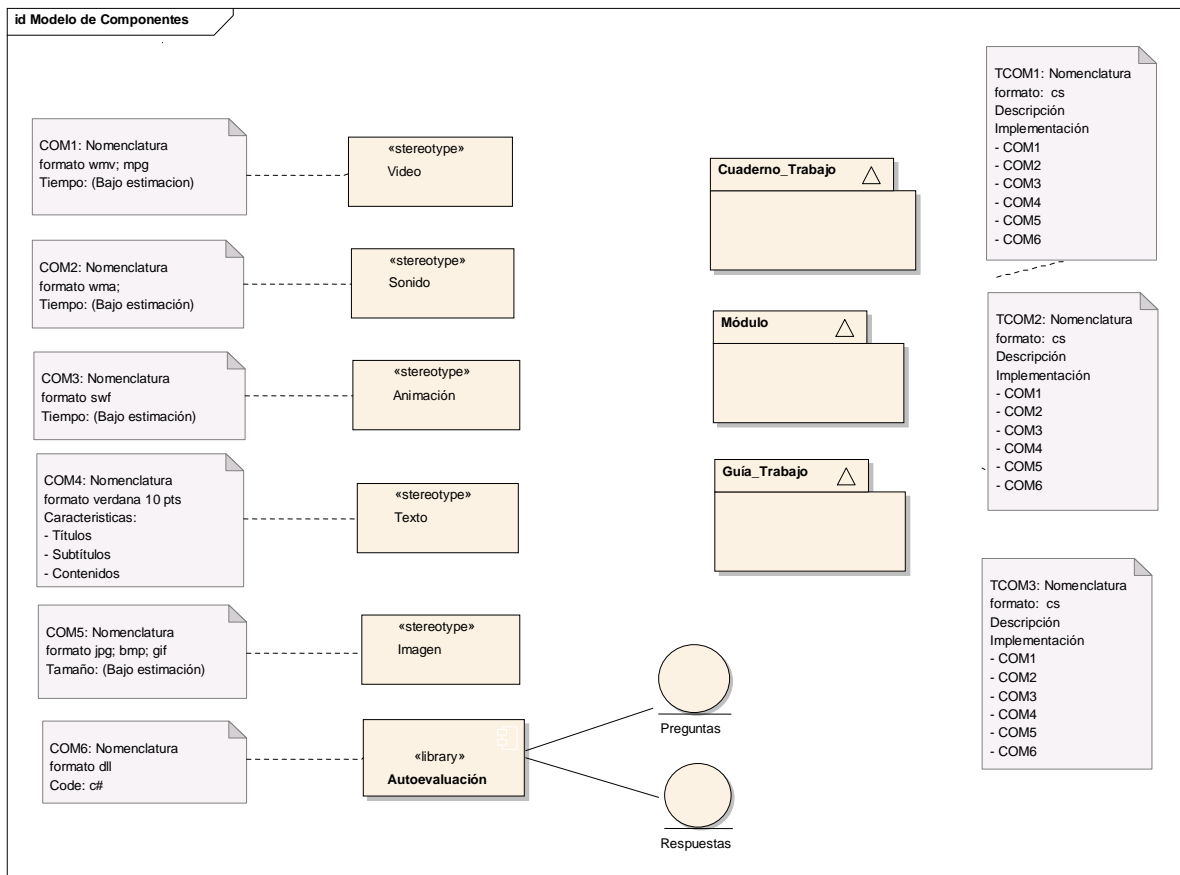 id Modelo de Componentes
COM1: Nomenclatura
formato wmv; mpg
Tiempo: (Bajo estimacion)
«stereotype»
Video
COM2: Nomenclatura
formato wma;
Tiempo: (Bajo estimación)
«stereotype»
Sonido
COM3: Nomenclatura
formato swf
Tiempo: (Bajo estimación)
«stereotype»
Animación
COM4: Nomenclatura
formato verdana 10 pts
Caracteristicas:
- Títulos
- Subtítulos
- Contenidos
«stereotype»
Texto
COM5: Nomenclatura
formato jpg; bmp; gif
Tamaño: (Bajo estimación)
«stereotype»
Imagen
COM6: Nomenclatura
formato dll
Code: c#
«library»
Autoevaluación
Preguntas
Respuestas
Cuaderno_Trabajo
Módulo
Guía_Trabajo
TCOM1: Nomenclatura
formato: cs
Descripción
Implementación
- COM1
- COM2
- COM3
- COM4
- COM5
- COM6
TCOM2: Nomenclatura
formato: cs
Descripción
Implementación
- COM1
- COM2
- COM3
- COM4
- COM5
- COM6
TCOM3: Nomenclatura
formato: cs
Descripción
Implementación
- COM1
- COM2
- COM3
- COM4
- COM5
- COM6